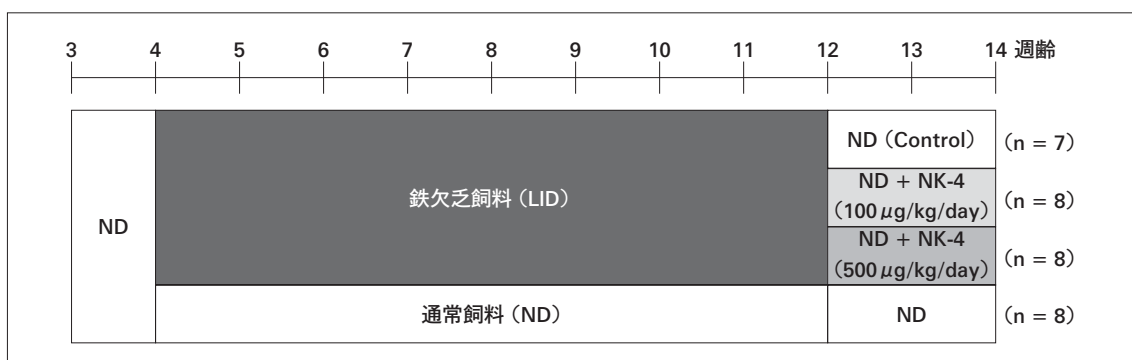 3 4 5 6 7 8 9 10 11 12 13 14 週齢
ND (Control) (n = 7)
ND + NK-4
(100 μg/kg/day) (n = 8)
鉄欠乏飼料(LID)
ND
ND + NK-4
(500 μg/kg/day) (n = 8)
通常飼料(ND) ND (n = 8)